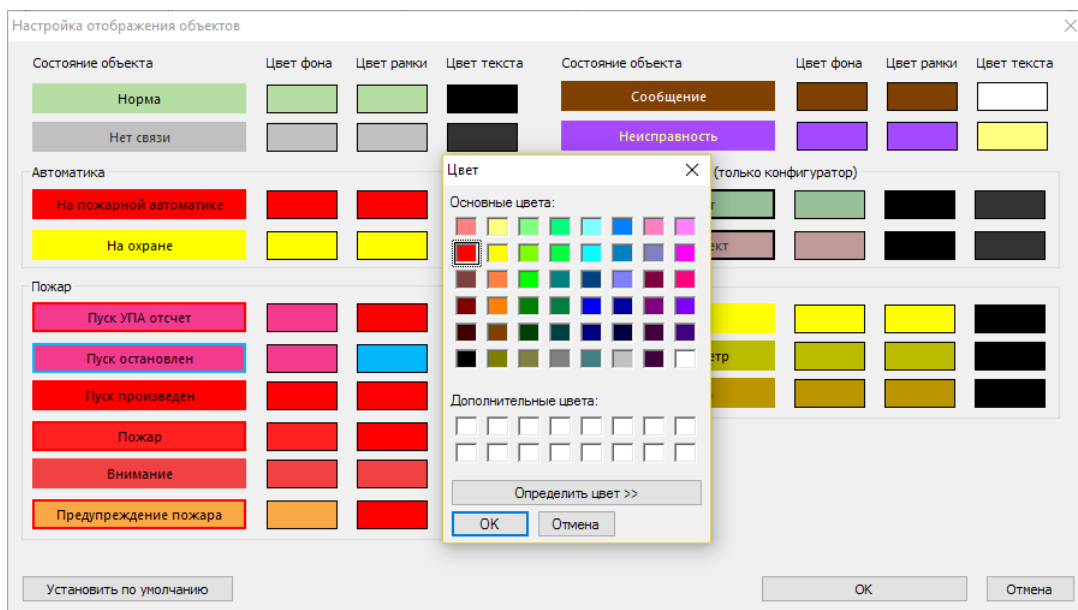 Настройка отображения объектов
Состояние объекта Цвет фона Цвет рамки Цвет текста Состояние объекта Цвет фона Цвет рамки Цвет текста
Норма Сообщение
Нет связи Неисправность
Автоматика (только конфигуратор)
На пожарной автоматике
На охране
Пожар
Пуск УПА отсчет
Пуск остановлен
Пуск произведен
Пожар
Внимание
Предупреждение пожара
Цвет
Основные цвета:
Дополнительные цвета:
Определить цвет >>
OK Отмена
Установить по умолчанию OK Отмена